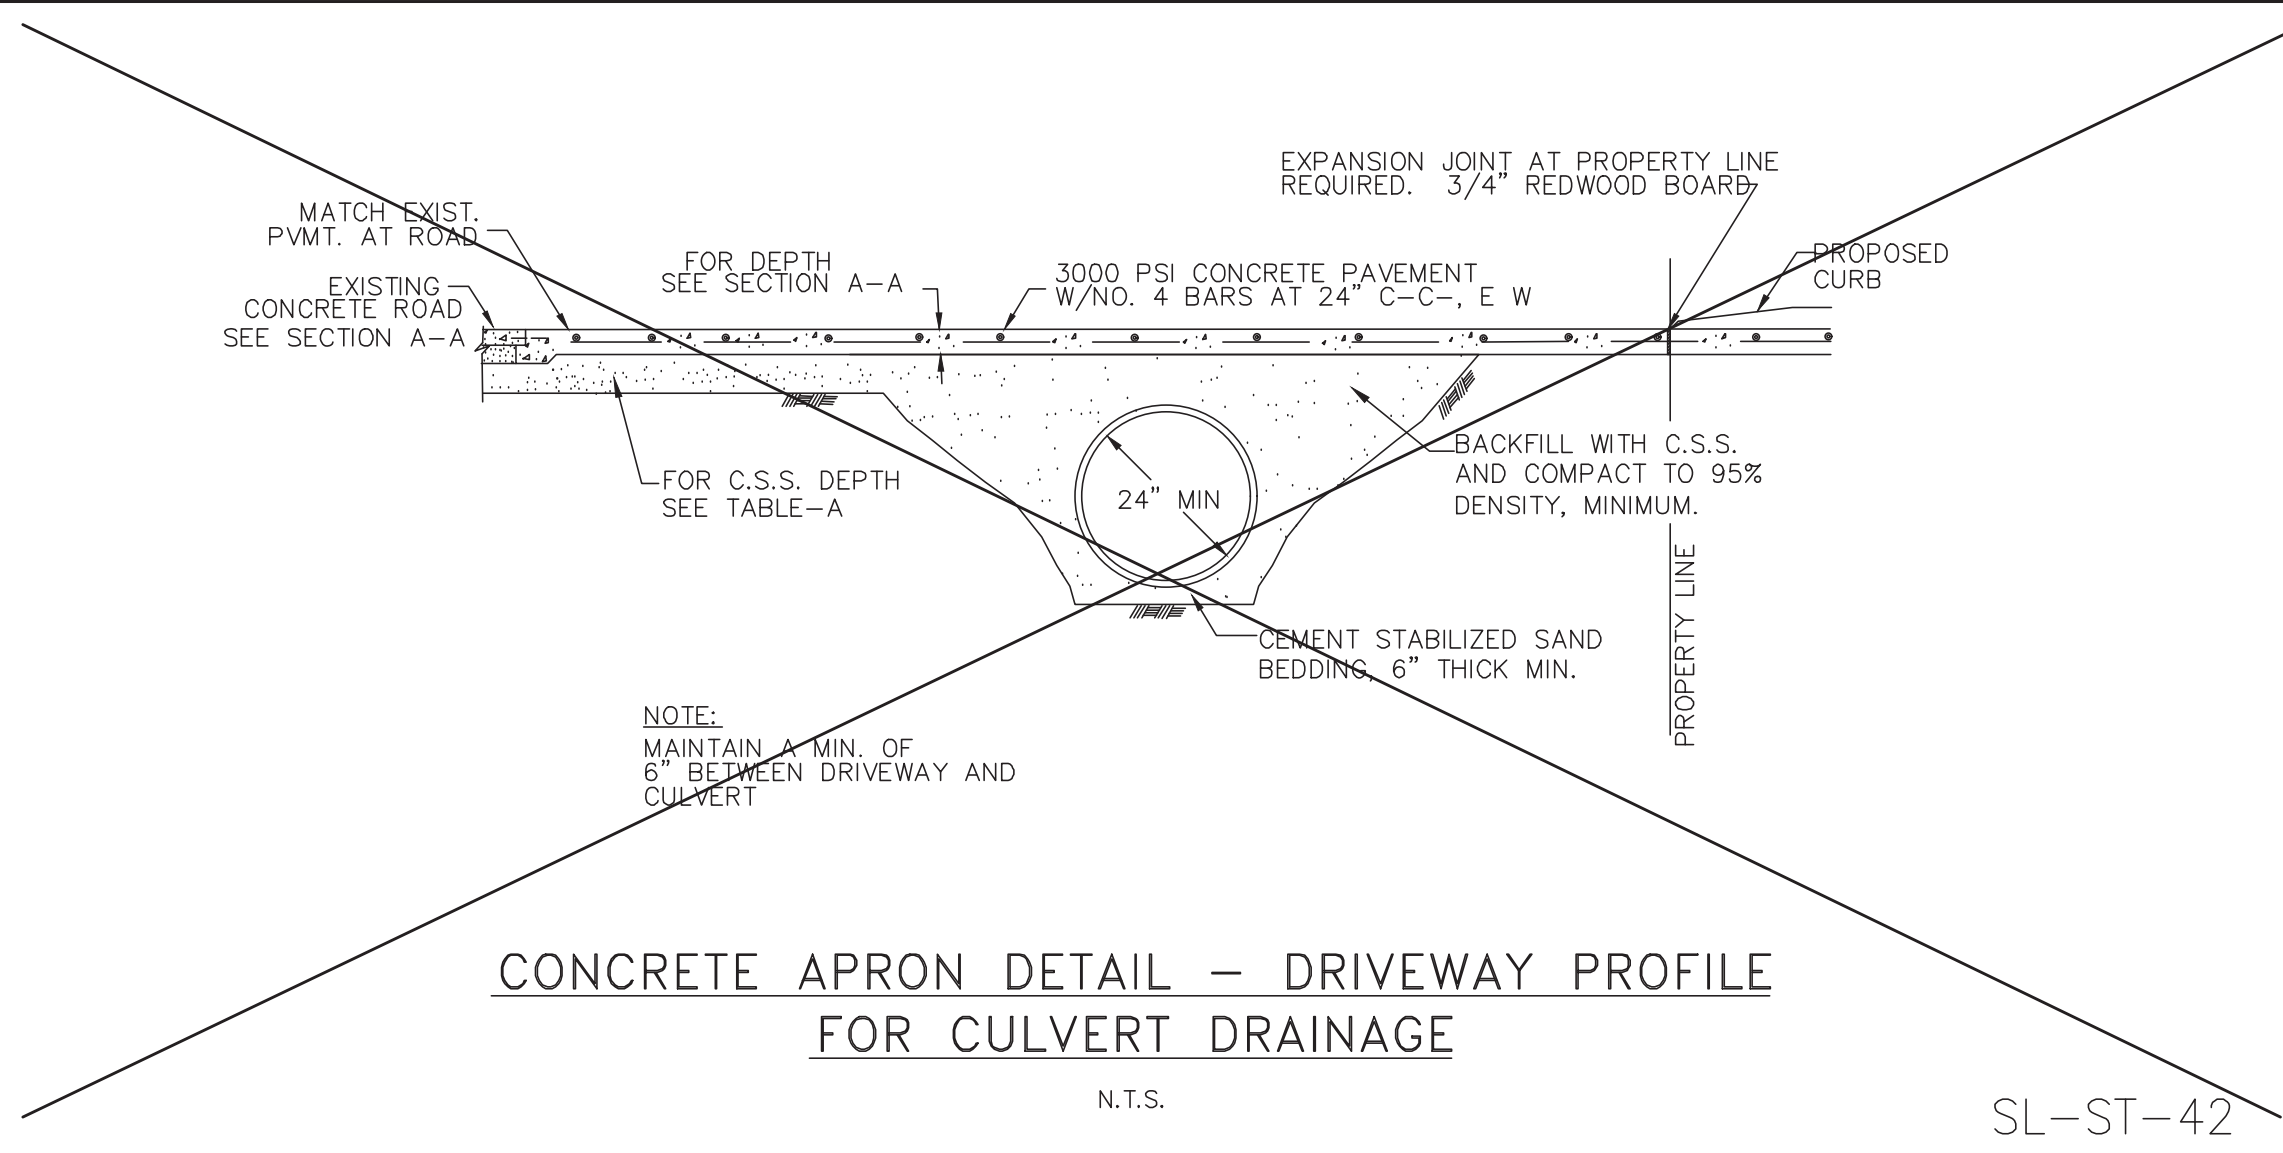 EXPANSION JOINT AT PROPERTY LINE
REQUIRED. 3/4" REDWOOD BOARD
MATCH EXIST.
PVMT. AT ROAD
EXISTING
CONCRETE ROAD
SEE SECTION A-A
FOR DEPTH
SEE SECTION A-A
3000 PSI CONCRETE PAVEMENT
W/NO. 4 BARS AT 24" C-C-, E W
PROPOSED
CURB
FOR C.S.S. DEPTH
SEE TABLE-A
24" MIN
BACKFILL WITH C.S.S.
AND COMPACT TO 95%
DENSITY, MINIMUM.
PROPERTY LINE
CEMENT STABILIZED SAND
BEDDING, 6" THICK MIN.
NOTE:
MAINTAIN A MIN. OF
6" BETWEEN DRIVEWAY AND
CULVERT
CONCRETE APRON DETAIL - DRIVEWAY PROFILE
FOR CULVERT DRAINAGE
N.T.S.
SL-ST-42